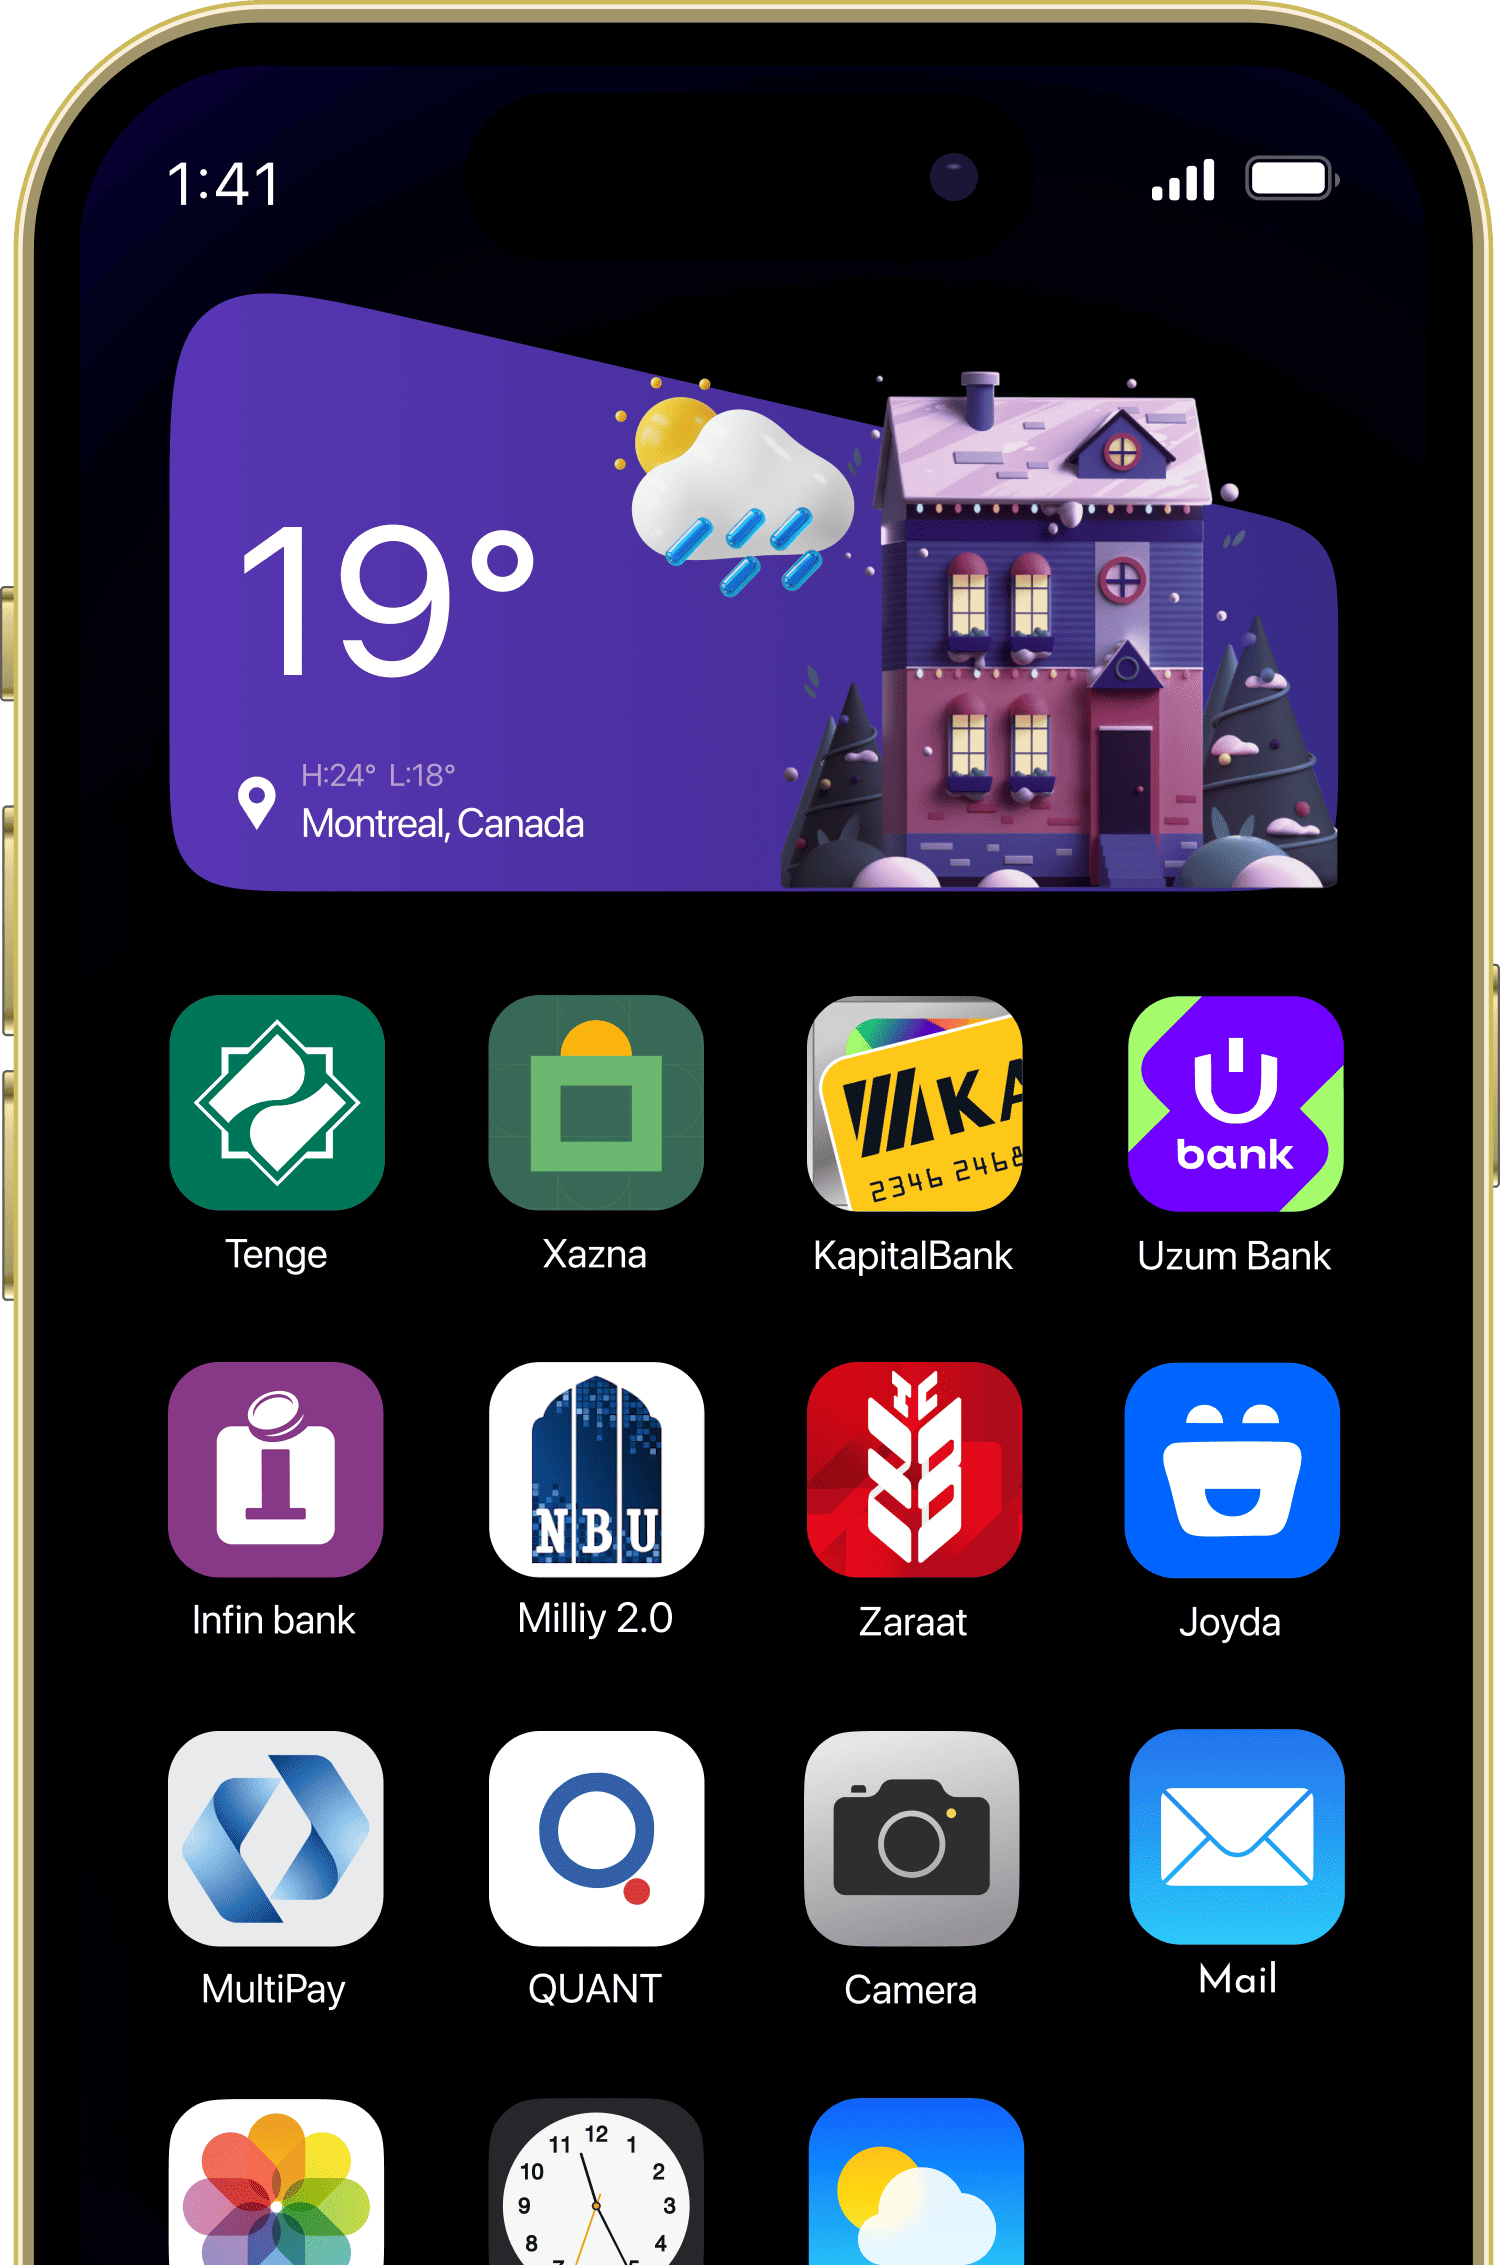 1:41
19°
H:24° L:18°
Montreal, Canada
KA
2346 2468
bank
Tenge
Xazna
KapitalBank
Uzum Bank
NBU
Infin bank
Milliy 2.0
Zaraat
Joyda
MultiPay
QUANT
Camera
Mail
11 12 1
10 2
9 3
8 4